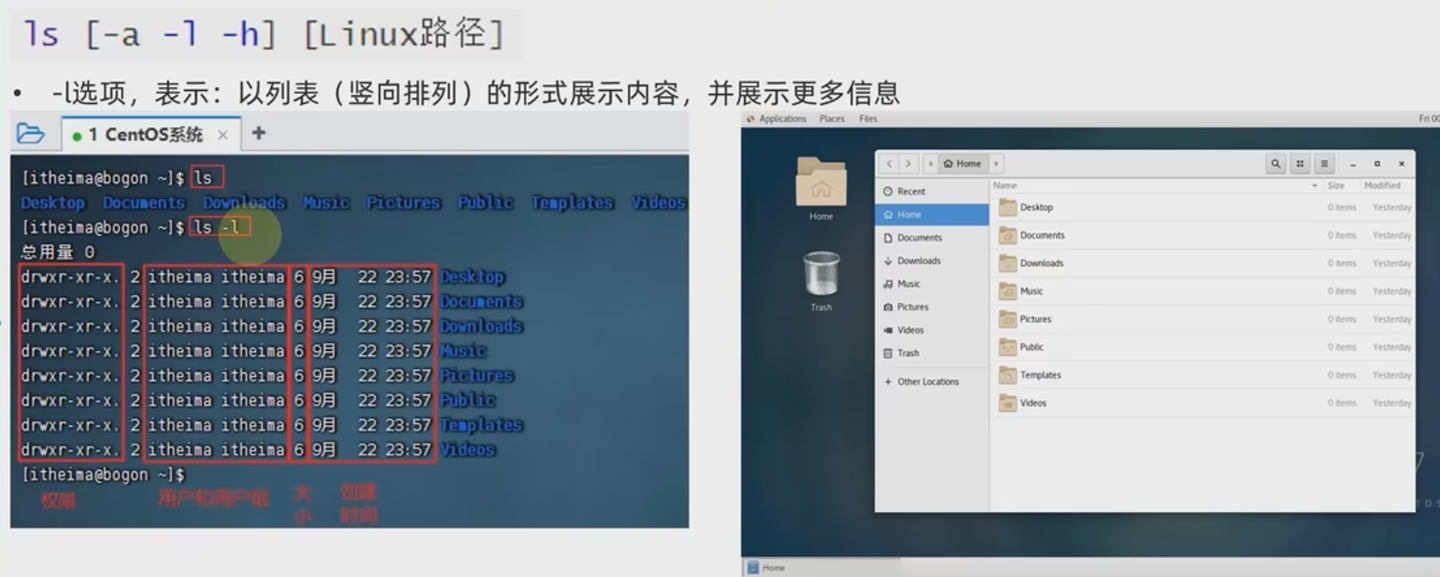 ls [-a -l -h] [Linux路径]
• -l选项，表示：以列表（竖向排列）的形式展示内容，并展示更多信息
1 CentOS系统 × +
[itheima@bogon ~]$ ls
Desktop Documents Downloads Music Pictures Public Templates Videos
[itheima@bogon ~]$ ls -l
总用量 0
drwxr-xr-x. 2 itheima itheima 6 9月 22 23:57 Desktop
drwxr-xr-x. 2 itheima itheima 6 9月 22 23:57 Documents
drwxr-xr-x. 2 itheima itheima 6 9月 22 23:57 Downloads
drwxr-xr-x. 2 itheima itheima 6 9月 22 23:57 Music
drwxr-xr-x. 2 itheima itheima 6 9月 22 23:57 Pictures
drwxr-xr-x. 2 itheima itheima 6 9月 22 23:57 Public
drwxr-xr-x. 2 itheima itheima 6 9月 22 23:57 Templates
drwxr-xr-x. 2 itheima itheima 6 9月 22 23:57 Videos
[itheima@bogon ~]$
权限 用户和用户组 大小 创建时间
Applications Places Files Fri 00
Home
Trash
Home
Recent
Home
Documents
Downloads
Music
Pictures
Videos
Trash
+ Other Locations
Name Size Modified
Desktop 0 items Yesterday
Documents 0 items Yesterday
Downloads 0 items Yesterday
Music 0 items Yesterday
Pictures 0 items Yesterday
Public 0 items Yesterday
Templates 0 items Yesterday
Videos 0 items Yesterday
7
T O S
Home